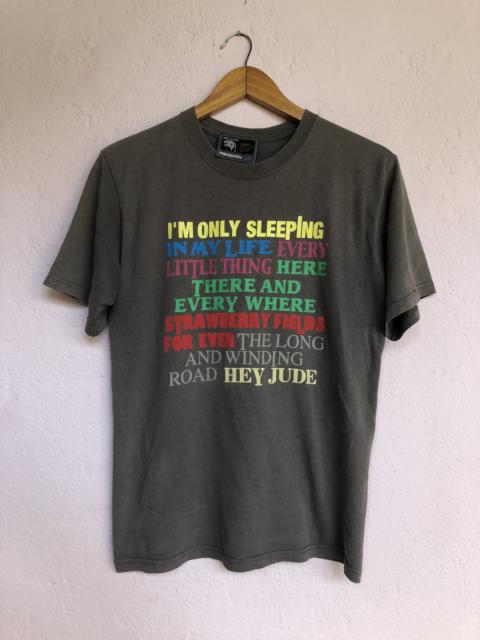 I'M ONLY SLEEPING
IN MY LIFE EVERY
LITTLE THING HERE
THERE AND
EVERY WHERE
STRAWBERRY FIELDS
FOR EVER THE LONG
AND WINDING
ROAD HEY JUDE